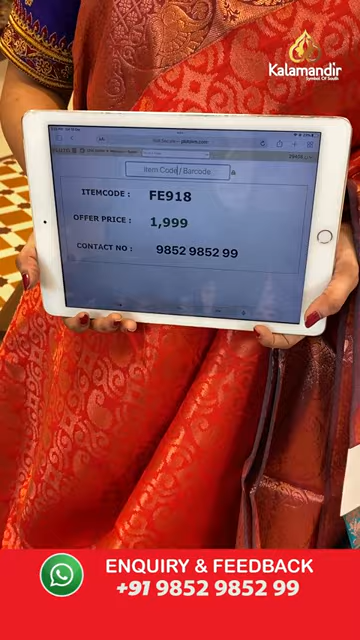 Kalamandir
Symbol Of Saree
Item Code / Barcode
ITEMCODE : FE918
OFFER PRICE : 1,999
CONTACT NO : 9852 9852 99
ENQUIRY & FEEDBACK
+91 9852 9852 99